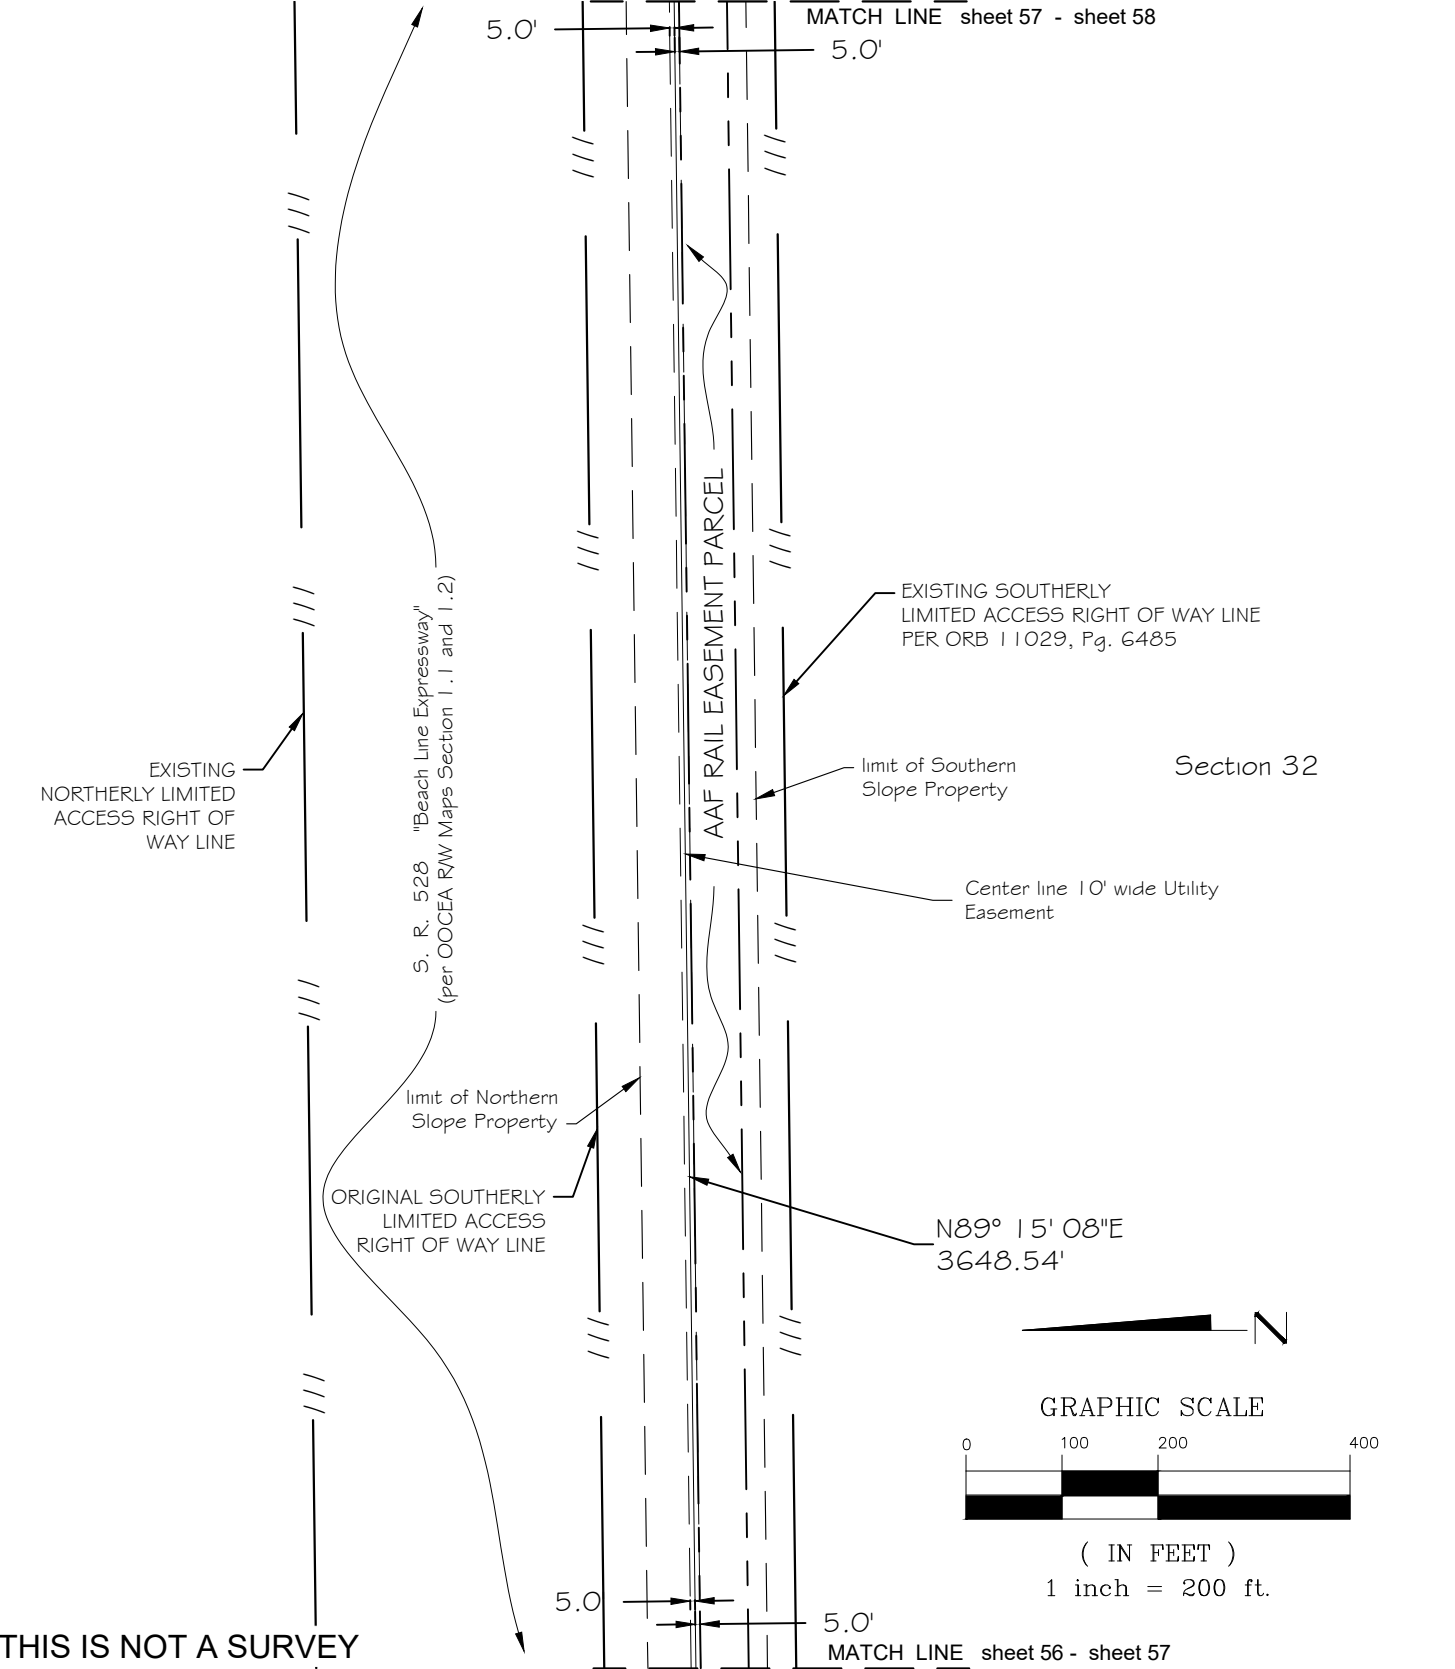 MATCH LINE sheet 57 - sheet 58
5.0'
5.0'
AAF RAIL EASEMENT PARCEL
S. R. 528 "Beach Line Expressway"
(per OOCEA R/W Maps Section 1.1 and 1.2)
EXISTING SOUTHERLY
LIMITED ACCESS RIGHT OF WAY LINE
PER ORB 11029, Pg. 6485
Section 32
limit of Southern
Slope Property
EXISTING
NORTHERLY LIMITED
ACCESS RIGHT OF
WAY LINE
Center line 10' wide Utility
Easement
limit of Northern
Slope Property
ORIGINAL SOUTHERLY
LIMITED ACCESS
RIGHT OF WAY LINE
N89° 15' 08"E
3648.54'
N
GRAPHIC SCALE
0 100 200 400
( IN FEET )
1 inch = 200 ft.
5.0
5.0'
THIS IS NOT A SURVEY
MATCH LINE sheet 56 - sheet 57